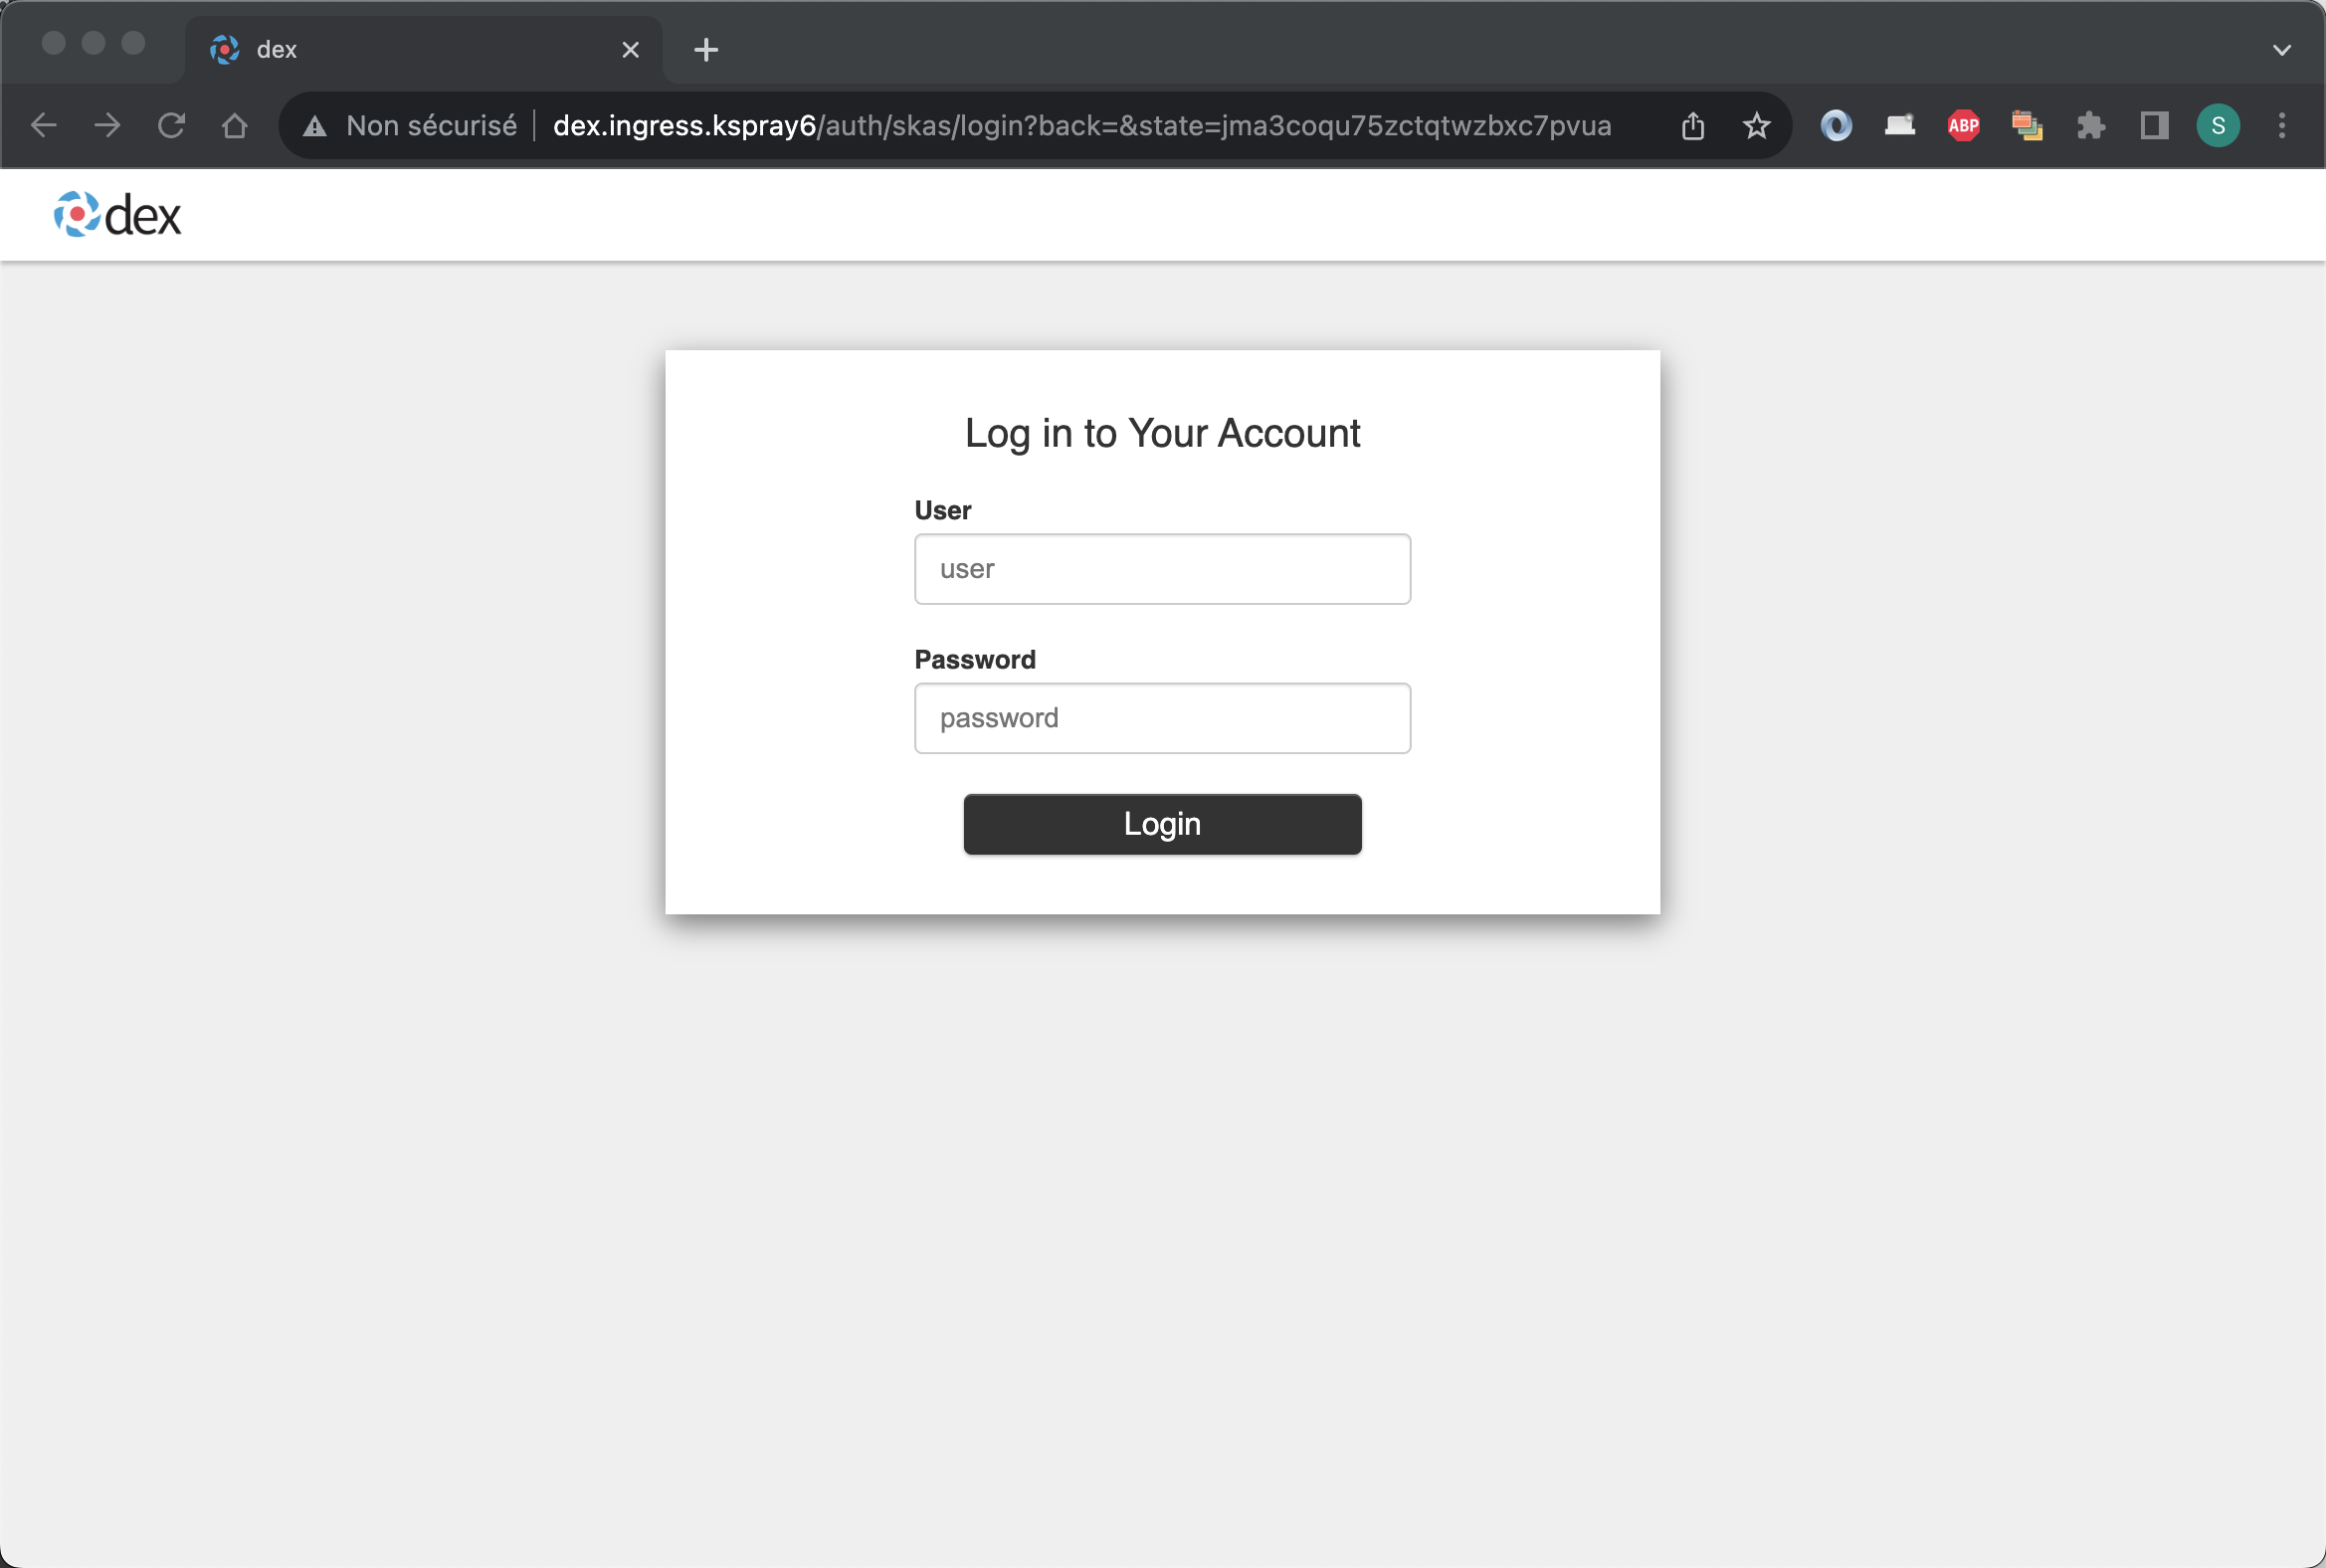 dex
Non sécurisé dex.ingress.kspray6/auth/skas/login?back=&state=jma3coqu75zctqtwzbxc7pvua
ABP
S
dex
Log in to Your Account
User
user
Password
password
Login